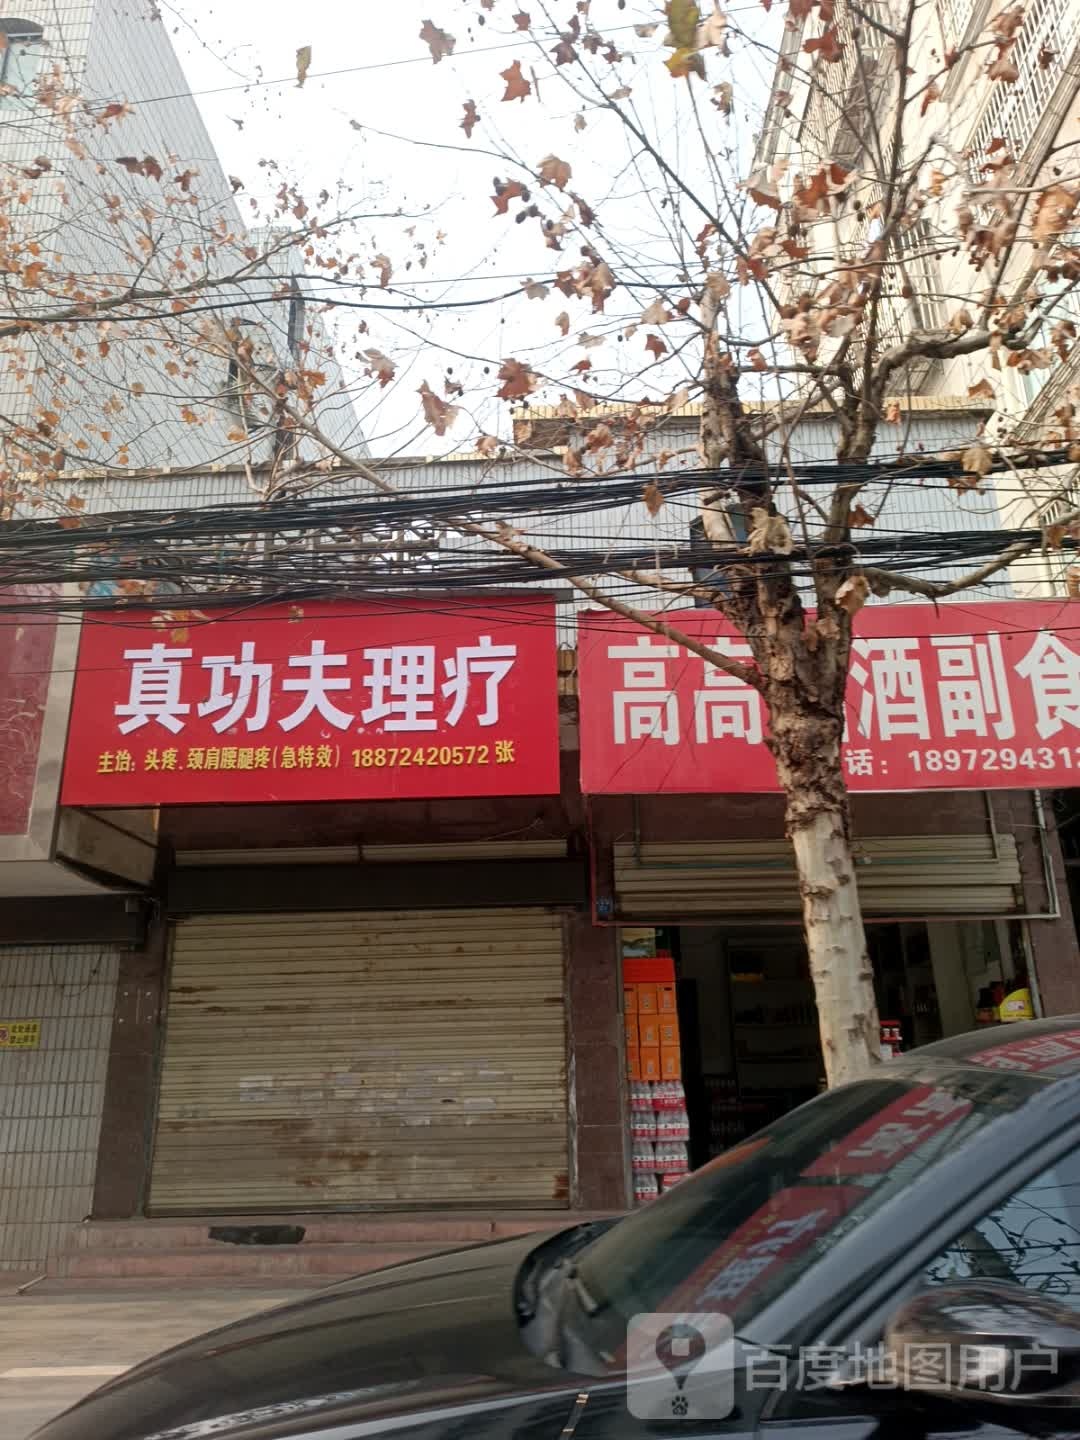 真功夫理疗
主治：头疼.颈肩腰腿疼（急特效）18872420572 张
高高 酒副食
话：1897294312
百度地图用户